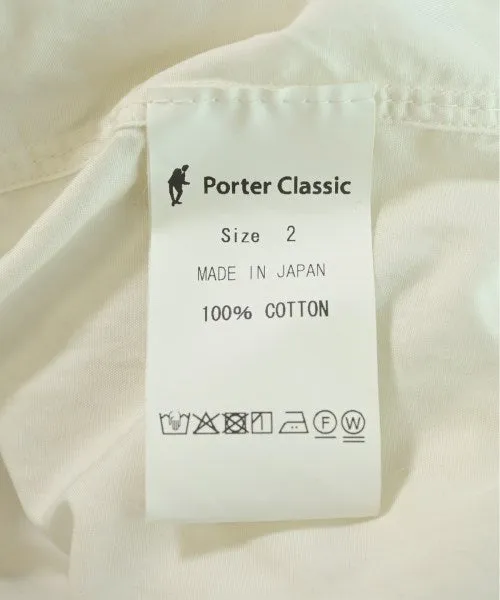 Porter Classic
Size 2
MADE IN JAPAN
100% COTTON
F W